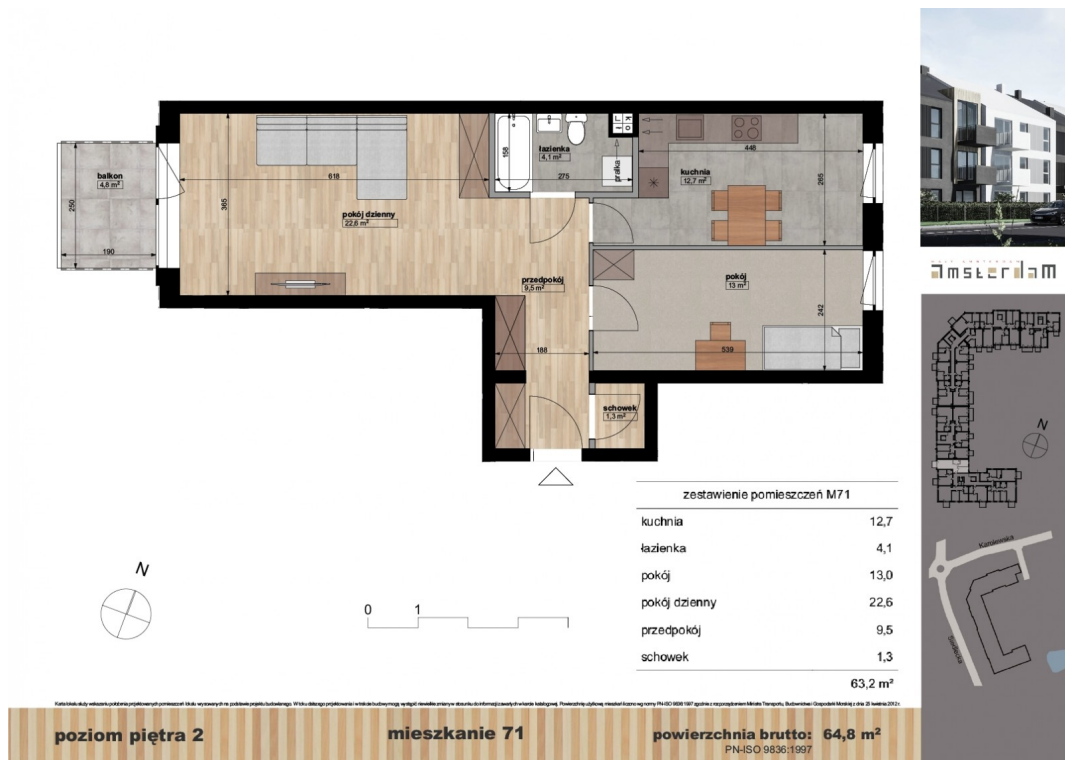 balkon
4,8 m²
250
190
618
365
pokój dzienny
22,6 m²
158
łazienka
4,1 m²
275
pralka
448
kuchnia
12,7 m²
265
przedpokój
9,5 m²
pokój
13 m²
242
188
539
schowek
1,3 m²
amsterdam
N
Karolewska
Siedlecka
N
0 1
zestawienie pomieszczeń M71
kuchnia 12,7
łazienka 4,1
pokój 13,0
pokój dzienny 22,6
przedpokój 9,5
schowek 1,3
63,2 m²
poziom piętra 2
mieszkanie 71
powierzchnia brutto: 64,8 m²
PN-ISO 9836:1997